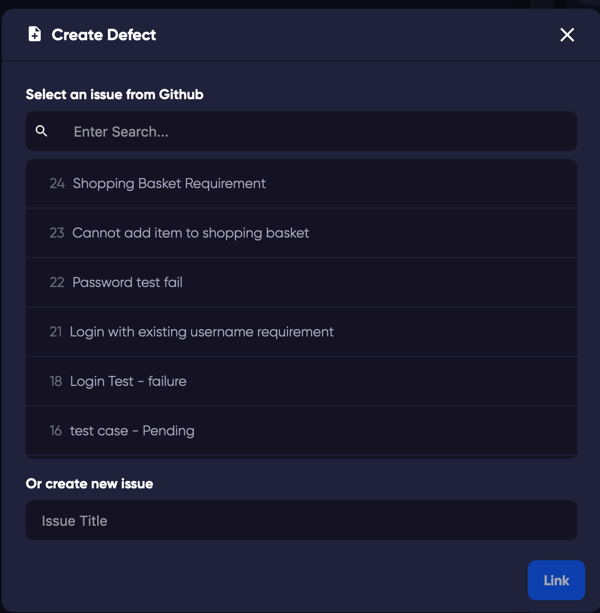 Create Defect
Select an issue from Github
Enter Search...
24 Shopping Basket Requirement
23 Cannot add item to shopping basket
22 Password test fail
21 Login with existing username requirement
18 Login Test - failure
16 test case - Pending
Or create new issue
Issue Title
Link